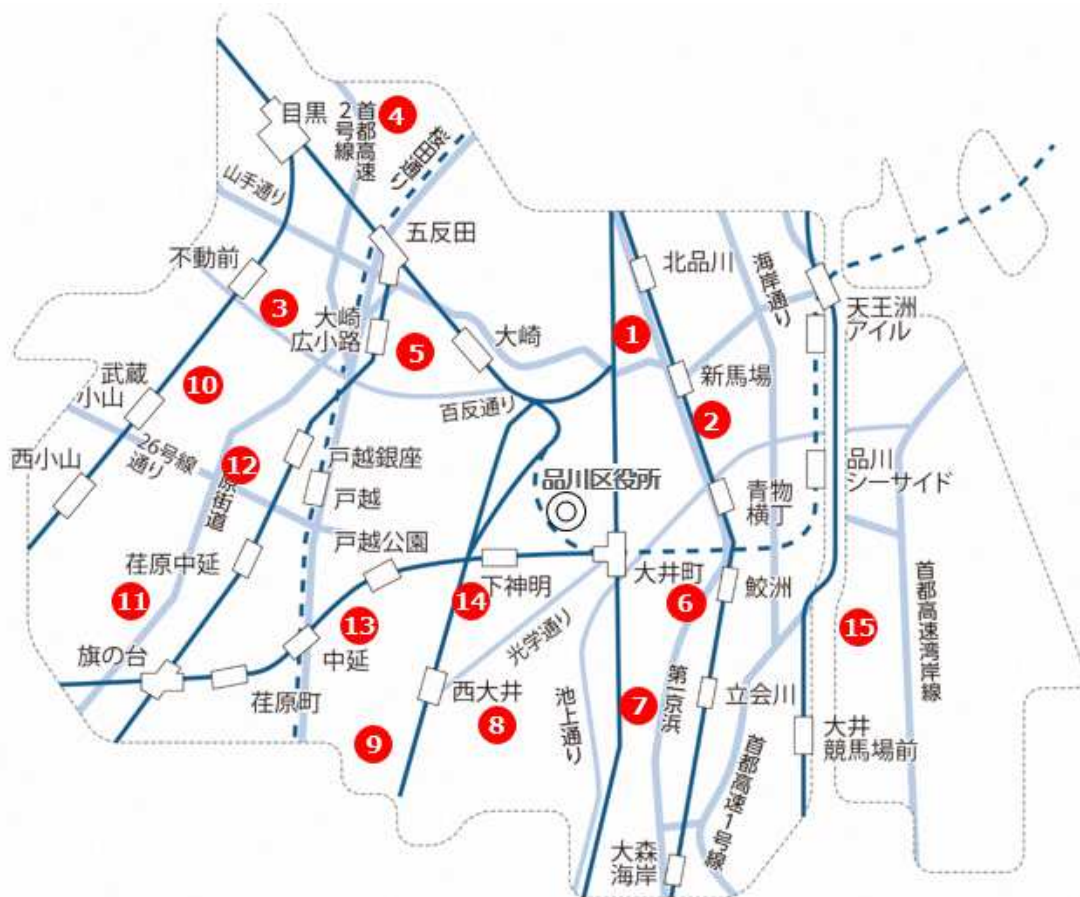 目黒
首都高速
2号線
4
桜田通り
山手通り
五反田
不動前
北品川
海岸通り
天王洲
アイル
3
大崎
広小路
5
大崎
1
新馬場
武蔵
小山
10
百反通り
2
西小山
26号線
通り
12
原街道
戸越銀座
戸越
品川区役所
青物
横丁
品川
シーサイド
戸越公園
荏原中延
下神明
大井町
鮫洲
首都高速湾岸線
11
13
14
6
15
光学通り
旗の台
中延
荏原町
西大井
8
池上通り
7
第一京浜
立会川
9
大井
競馬場前
首都高速1号線
大森
海岸